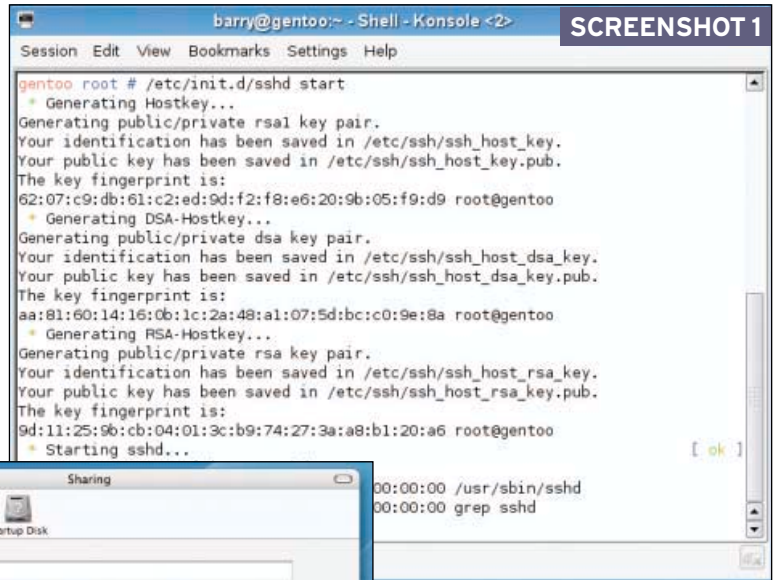 barry@gentoo:~ - Shell - Konsole <2>
SCREENSHOT 1
Session Edit View Bookmarks Settings Help
gentoo root # /etc/init.d/sshd start
* Generating Hostkey...
Generating public/private rsa1 key pair.
Your identification has been saved in /etc/ssh/ssh_host_key.
Your public key has been saved in /etc/ssh/ssh_host_key.pub.
The key fingerprint is:
62:07:c9:db:61:c2:ed:9d:f2:f8:e6:20:9b:05:f9:d9 root@gentoo
* Generating DSA-Hostkey...
Generating public/private dsa key pair.
Your identification has been saved in /etc/ssh/ssh_host_dsa_key.
Your public key has been saved in /etc/ssh/ssh_host_dsa_key.pub.
The key fingerprint is:
aa:81:60:14:16:0b:1c:2a:48:a1:07:5d:bc:c0:9e:8a root@gentoo
* Generating RSA-Hostkey...
Generating public/private rsa key pair.
Your identification has been saved in /etc/ssh/ssh_host_rsa_key.
Your public key has been saved in /etc/ssh/ssh_host_rsa_key.pub.
The key fingerprint is:
9d:11:25:9b:cb:04:01:3c:b9:74:27:3a:a8:b1:20:a6 root@gentoo
* Starting sshd... [ ok ]
00:00:00 /usr/sbin/sshd
00:00:00 grep sshd
Sharing
Startup Disk